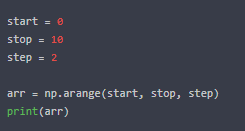 start = 0
stop = 10
step = 2
arr = np.arange(start, stop, step)
print(arr)